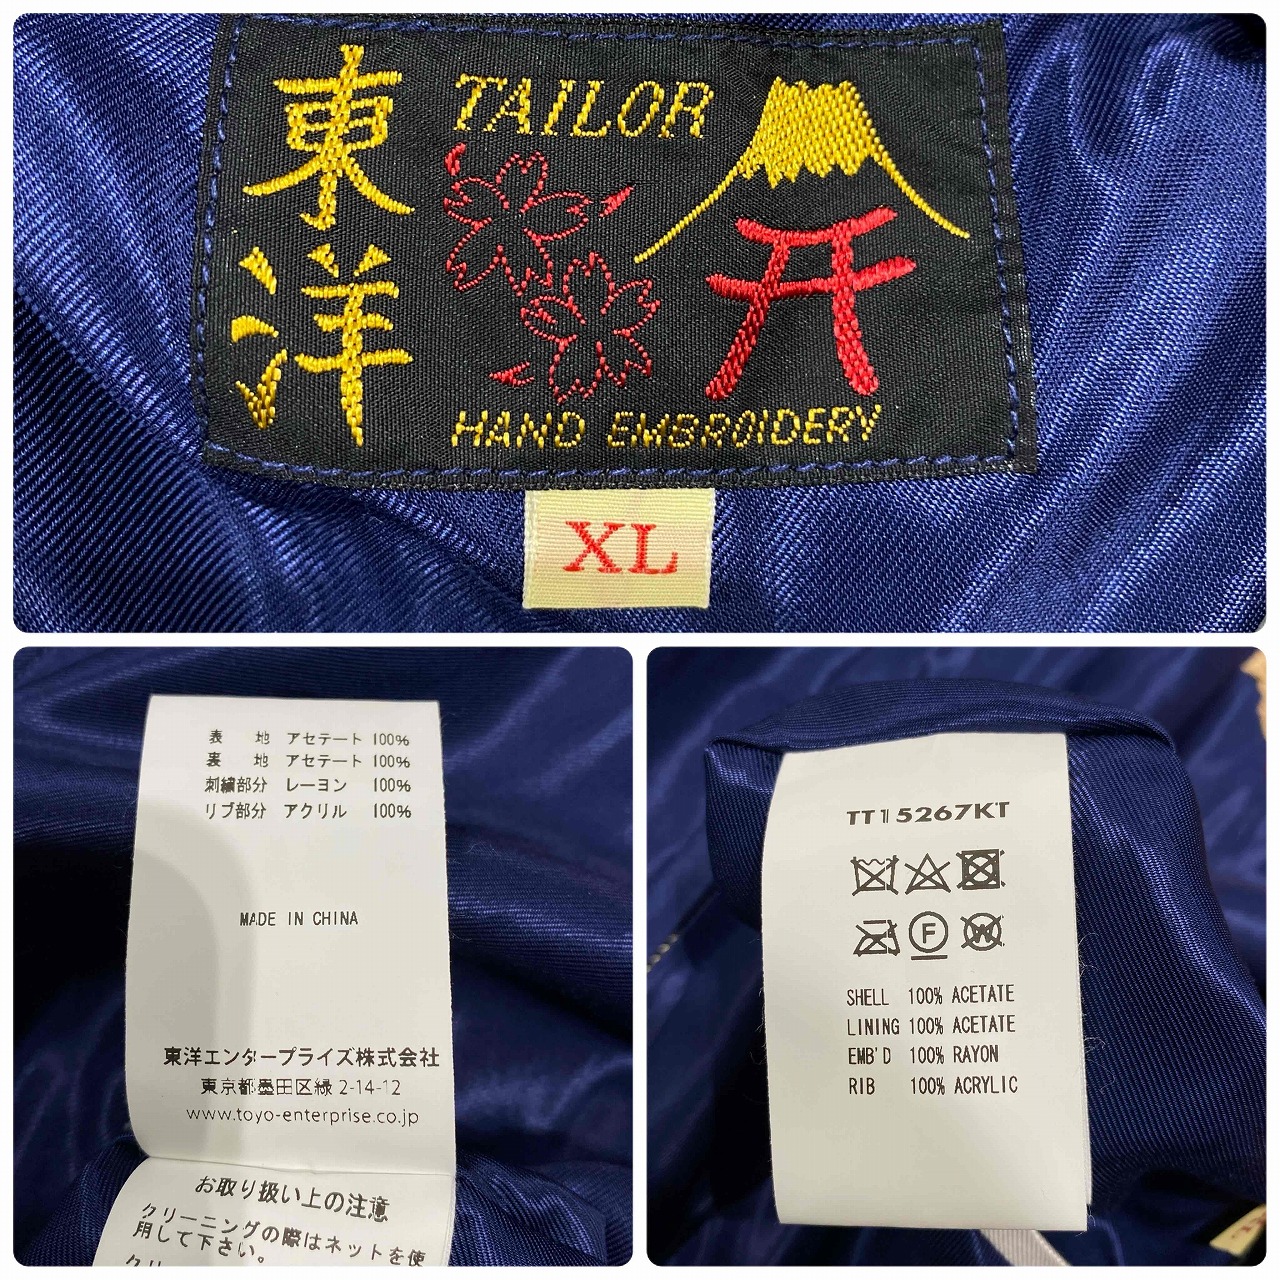 東洋
TAILOR
HAND EMBROIDERY
XL
表 地 アセテート 100%
裏 地 アセテート 100%
刺繍部分 レーヨン 100%
リブ部分 アクリル 100%
MADE IN CHINA
東洋エンタープライズ株式会社
東京都墨田区緑 2-14-12
www.toyo-enterprise.co.jp
お取り扱い上の注意
クリーニングの際はネットを使
用して下さい。
TT15267KT
F
W
SHELL 100% ACETATE
LINING 100% ACETATE
EMB'D 100% RAYON
RIB 100% ACRYLIC